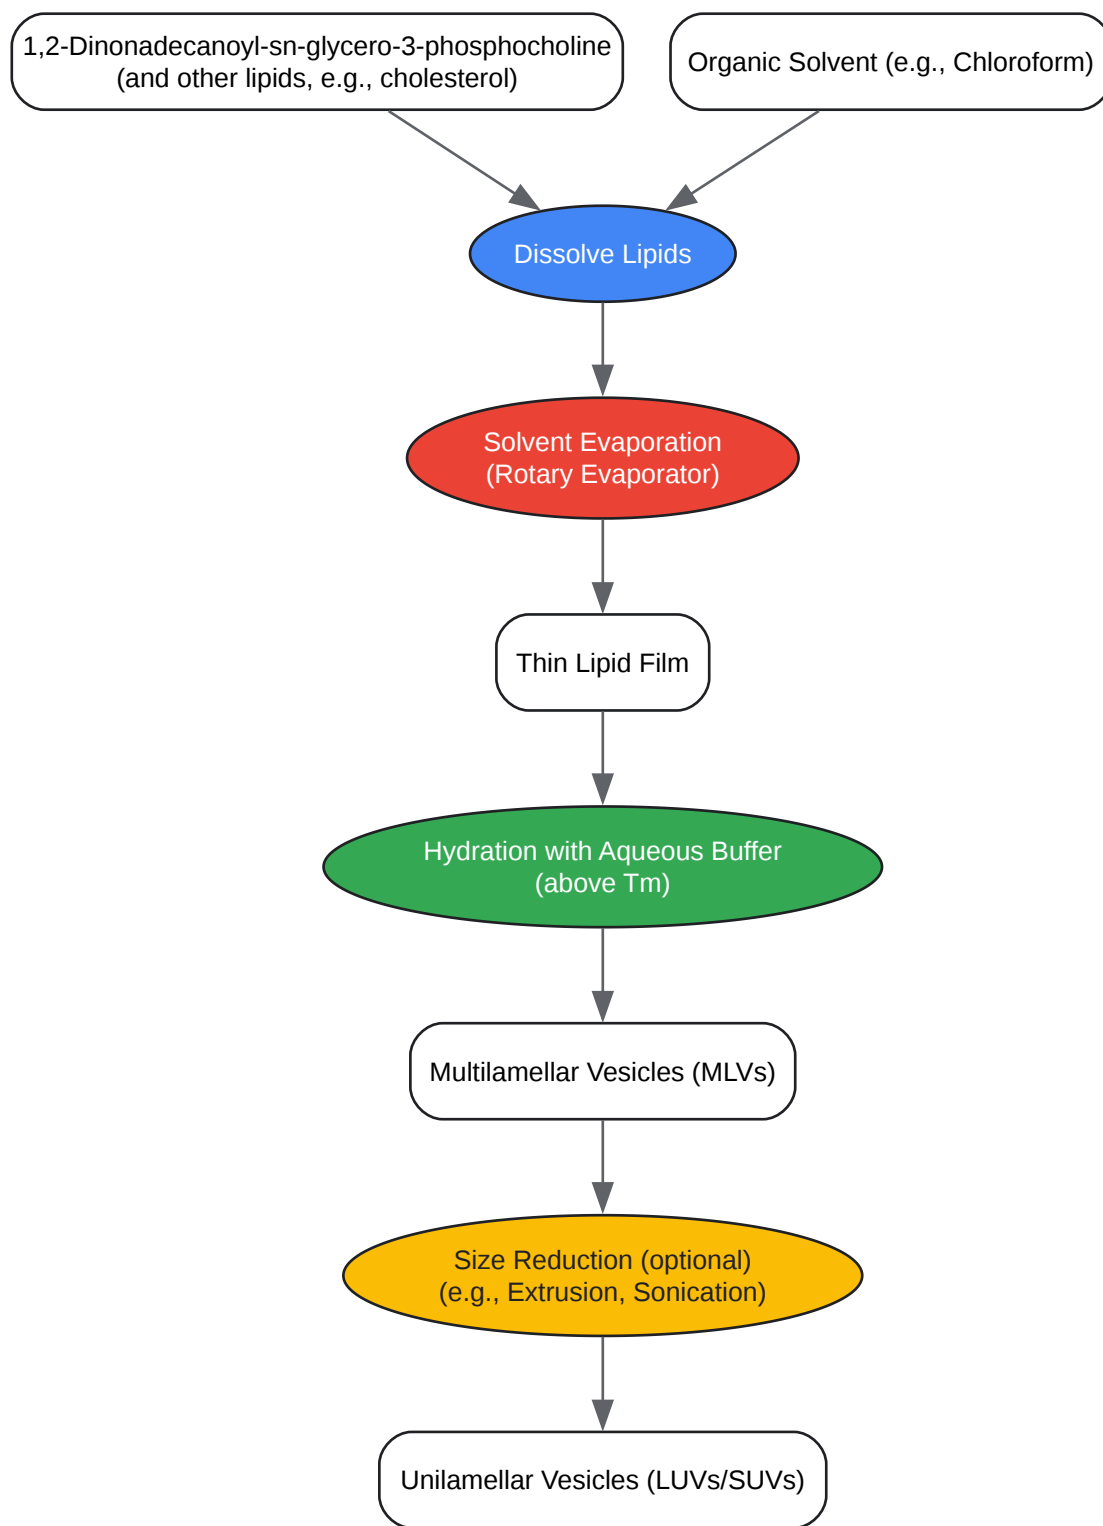 1,2-Dinonadecanoyl-sn-glycero-3-phosphocholine
(and other lipids, e.g., cholesterol)
Organic Solvent (e.g., Chloroform)
Dissolve Lipids
Solvent Evaporation
(Rotary Evaporator)
Thin Lipid Film
Hydration with Aqueous Buffer
(above Tm)
Multilamellar Vesicles (MLVs)
Size Reduction (optional)
(e.g., Extrusion, Sonication)
Unilamellar Vesicles (LUVs/SUVs)